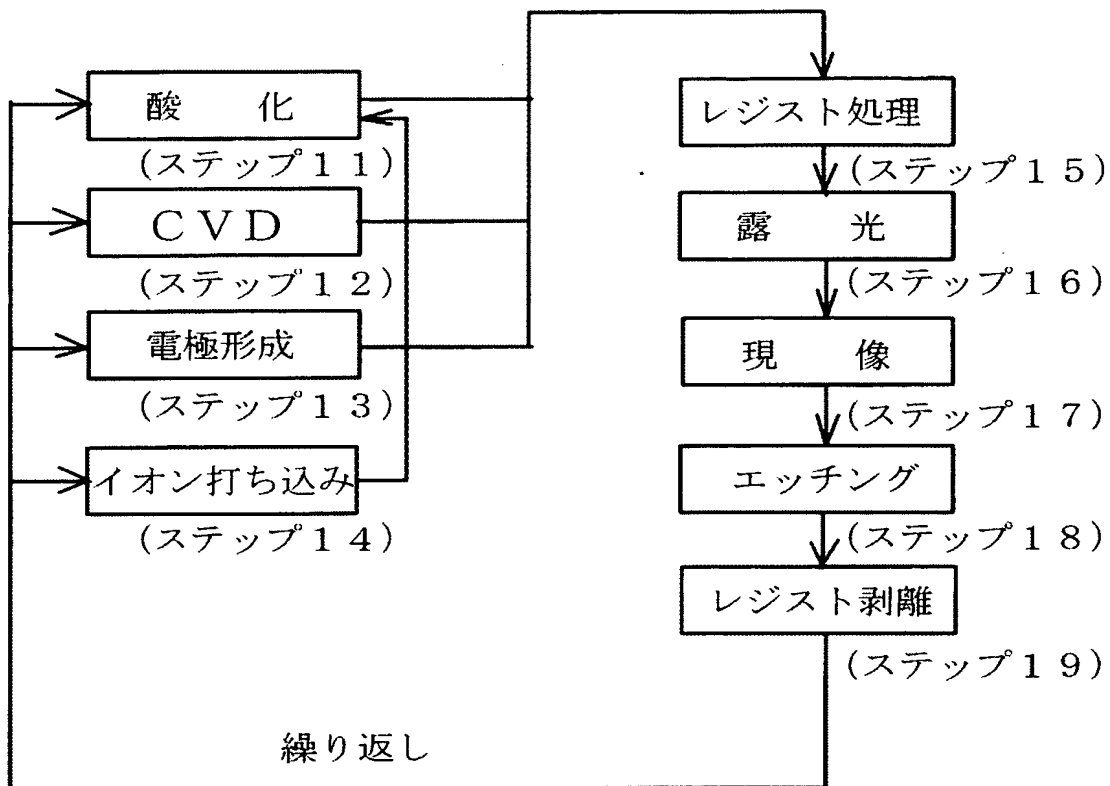 酸　化
(ステップ１１)
ＣＶＤ
(ステップ１２)
電極形成
(ステップ１３)
イオン打ち込み
(ステップ１４)
レジスト処理
(ステップ１５)
露　光
(ステップ１６)
現　像
(ステップ１７)
エッチング
(ステップ１８)
レジスト剥離
(ステップ１９)
繰り返し